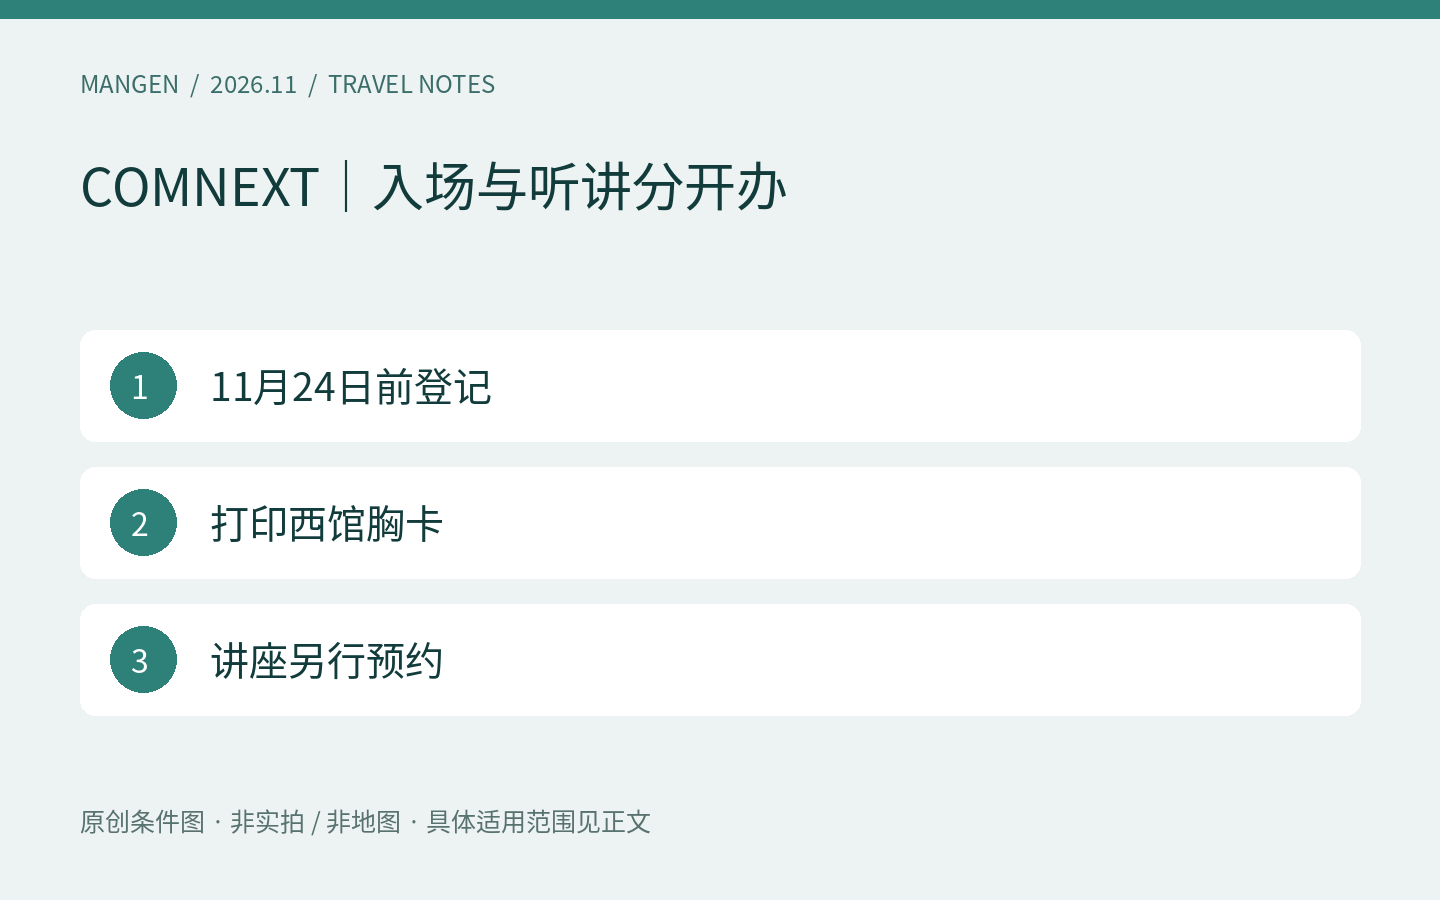 MANGEN / 2026.11 / TRAVEL NOTES
COMNEXT｜入场与听讲分开办
1 11月24日前登记
2 打印西馆胸卡
3 讲座另行预约
原创条件图 · 非实拍 / 非地图 · 具体适用范围见正文